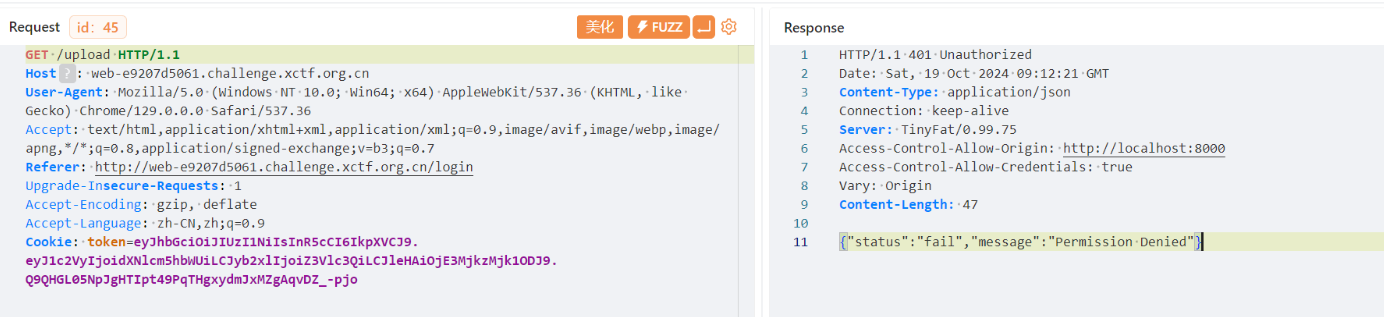 Request id: 45 美化 FUZZ
GET /upload HTTP/1.1
Host ? : web-e9207d5061.challenge.xctf.org.cn
User-Agent: Mozilla/5.0 (Windows NT 10.0; Win64; x64) AppleWebKit/537.36 (KHTML, like
Gecko) Chrome/129.0.0.0 Safari/537.36
Accept: text/html,application/xhtml+xml,application/xml;q=0.9,image/avif,image/webp,image/
apng,*/*;q=0.8,application/signed-exchange;v=b3;q=0.7
Referer: http://web-e9207d5061.challenge.xctf.org.cn/login
Upgrade-Insecure-Requests: 1
Accept-Encoding: gzip, deflate
Accept-Language: zh-CN,zh;q=0.9
Cookie: token=eyJhbGciOiJIUzI1NiIsInR5cCI6IkpXVCJ9.
eyJ1c2VyIjoidXNlcm5hbWUiLCJyb2xlIjoiZ3Vlc3QiLCJleHAiOjE3MjkzMjk1ODJ9.
Q9QHGL05NpJgHTIpt49PqTHgxydmJxMZgAqvDZ_-pjo
Response
1 HTTP/1.1 401 Unauthorized
2 Date: Sat, 19 Oct 2024 09:12:21 GMT
3 Content-Type: application/json
4 Connection: keep-alive
5 Server: TinyFat/0.99.75
6 Access-Control-Allow-Origin: http://localhost:8000
7 Access-Control-Allow-Credentials: true
8 Vary: Origin
9 Content-Length: 47
10
11 {"status":"fail","message":"Permission Denied"}